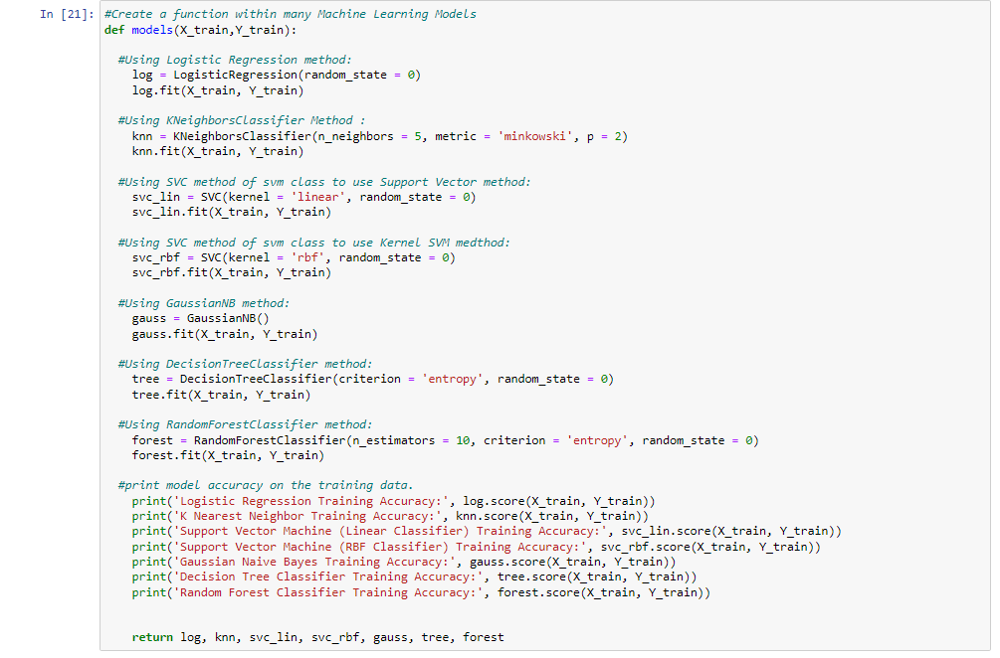 In [21]: #Create a function within many Machine Learning Models
def models(X_train,Y_train):
#Using Logistic Regression method:
log = LogisticRegression(random_state = 0)
log.fit(X_train, Y_train)
#Using KNeighborsClassifier Method :
knn = KNeighborsClassifier(n_neighbors = 5, metric = 'minkowski', p = 2)
knn.fit(X_train, Y_train)
#Using SVC method of svm class to use Support Vector method:
svc_lin = SVC(kernel = 'linear', random_state = 0)
svc_lin.fit(X_train, Y_train)
#Using SVC method of svm class to use Kernel SVM medthod:
svc_rbf = SVC(kernel = 'rbf', random_state = 0)
svc_rbf.fit(X_train, Y_train)
#Using GaussianNB method:
gauss = GaussianNB()
gauss.fit(X_train, Y_train)
#Using DecisionTreeClassifier method:
tree = DecisionTreeClassifier(criterion = 'entropy', random_state = 0)
tree.fit(X_train, Y_train)
#Using RandomForestClassifier method:
forest = RandomForestClassifier(n_estimators = 10, criterion = 'entropy', random_state = 0)
forest.fit(X_train, Y_train)
#print model accuracy on the training data.
print('Logistic Regression Training Accuracy:', log.score(X_train, Y_train))
print('K Nearest Neighbor Training Accuracy:', knn.score(X_train, Y_train))
print('Support Vector Machine (Linear Classifier) Training Accuracy:', svc_lin.score(X_train, Y_train))
print('Support Vector Machine (RBF Classifier) Training Accuracy:', svc_rbf.score(X_train, Y_train))
print('Gaussian Naive Bayes Training Accuracy:', gauss.score(X_train, Y_train))
print('Decision Tree Classifier Training Accuracy:', tree.score(X_train, Y_train))
print('Random Forest Classifier Training Accuracy:', forest.score(X_train, Y_train))
return log, knn, svc_lin, svc_rbf, gauss, tree, forest